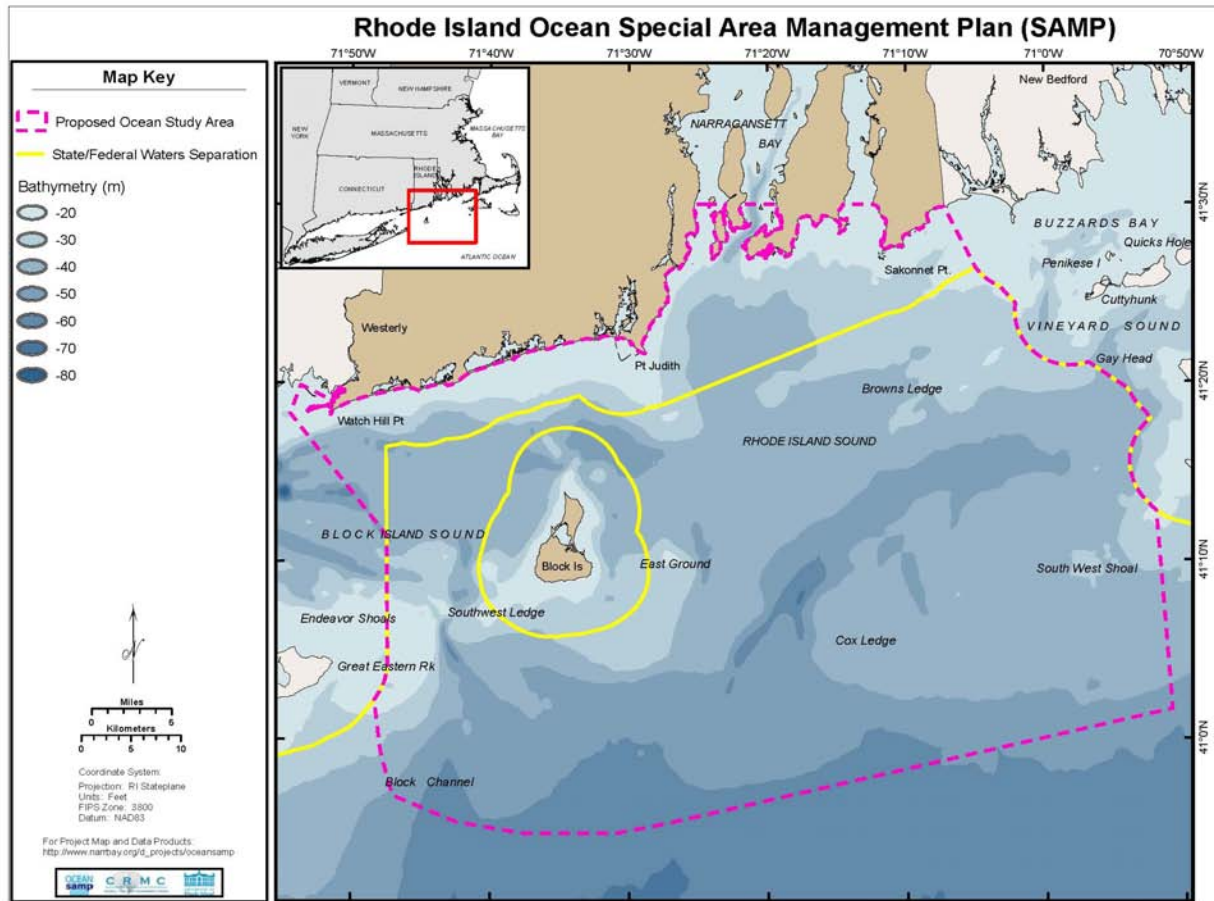 Rhode Island Ocean Special Area Management Plan (SAMP)
71°50'W 71°40'W 71°30'W 71°20'W 71°10'W 71°0'W 70°50'W
Map Key
Proposed Ocean Study Area
State/Federal Waters Separation
Bathymetry (m)
-20
-30
-40
-50
-60
-70
-80
Miles
0 5
Kilometers
0 5 10
Coordinate System:
Projection: RI Stateplane
Units: Feet
FIPS Zone: 3800
Datum: NAD83
For Project Map and Data Products:
http://www.narrbay.org/d_projects/oceansamp
OCEAN
samp
CRMC
VERMONT
NEW HAMPSHIRE
NEW
YORK
MASSACHUSETTS
MASSACHUSETTS
BAY
CONNECTICUT
RHODE
ISLAND
ATLANTIC OCEAN
New Bedford
NARRAGANSETT
BAY
41°30'N
BUZZARDS BAY
Quicks Hole
Penikese I
Sakonnet Pt.
Cuttyhunk
VINEYARD SOUND
Westerly
Gay Head
Pt Judith
41°20'N
Browns Ledge
Watch Hill Pt
RHODE ISLAND SOUND
BLOCK ISLAND SOUND
Block Is
East Ground
41°10'N
South West Shoal
Southwest Ledge
Endeavor Shoals
Cox Ledge
Great Eastern Rk
41°0'N
Block Channel